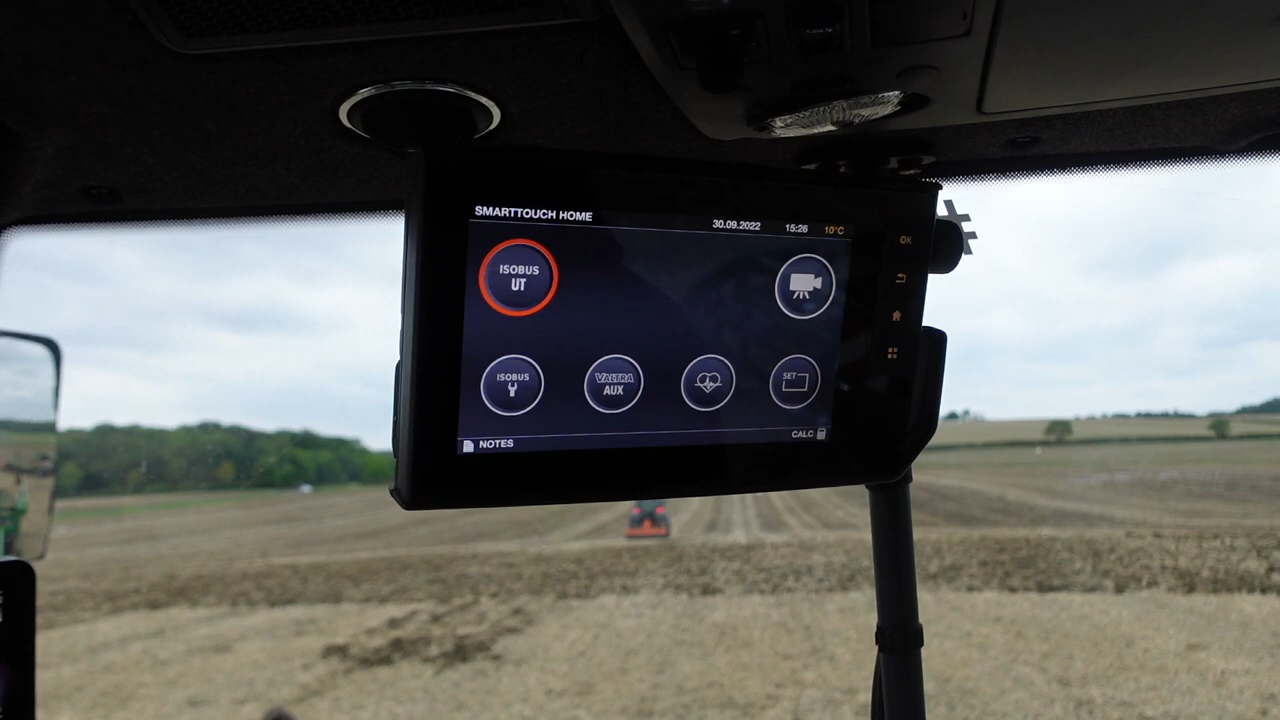 SMARTTOUCH HOME
30.09.2022 15:26 10°C
OK
ISOBUS
UT
ISOBUS
VALTRA
AUX
SET
NOTES
CALC